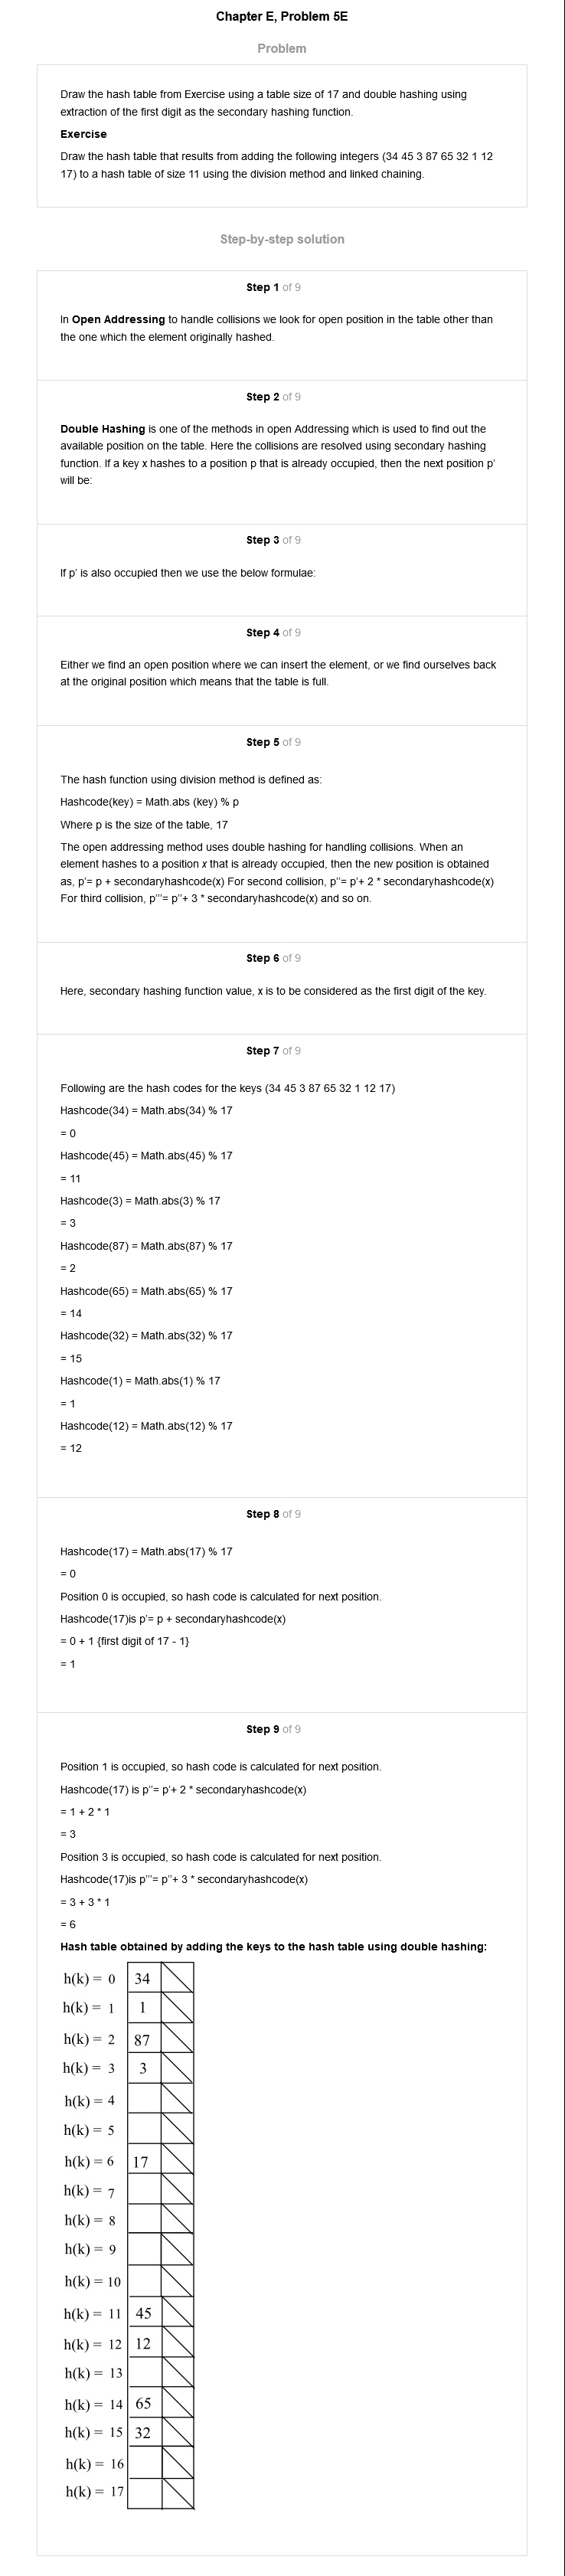 Chapter E, Problem 5E
Problem
Draw the hash table from Exercise using a table size of 17 and double hashing using
extraction of the first digit as the secondary hashing function.
Exercise
Draw the hash table that results from adding the following integers (34 45 3 87 65 32 1 12
17) to a hash table of size 11 using the division method and linked chaining.
Step-by-step solution
Step 1 of 9
In Open Addressing to handle collisions we look for open position in the table other than
the one which the element originally hashed.
Step 2 of 9
Double Hashing is one of the methods in open Addressing which is used to find out the
available position on the table. Here the collisions are resolved using secondary hashing
function. If a key x hashes to a position p that is already occupied, then the next position p'
will be:
Step 3 of 9
If p' is also occupied then we use the below formulae:
Step 4 of 9
Either we find an open position where we can insert the element, or we find ourselves back
at the original position which means that the table is full.
Step 5 of 9
The hash function using division method is defined as:
Hashcode(key) = Math.abs (key) % p
Where p is the size of the table, 17
The open addressing method uses double hashing for handling collisions. When an
element hashes to a position x that is already occupied, then the new position is obtained
as, p'= p + secondaryhashcode(x) For second collision, p''= p'+ 2 * secondaryhashcode(x)
For third collision, p'''= p''+ 3 * secondaryhashcode(x) and so on.
Step 6 of 9
Here, secondary hashing function value, x is to be considered as the first digit of the key.
Step 7 of 9
Following are the hash codes for the keys (34 45 3 87 65 32 1 12 17)
Hashcode(34) = Math.abs(34) % 17
= 0
Hashcode(45) = Math.abs(45) % 17
= 11
Hashcode(3) = Math.abs(3) % 17
= 3
Hashcode(87) = Math.abs(87) % 17
= 2
Hashcode(65) = Math.abs(65) % 17
= 14
Hashcode(32) = Math.abs(32) % 17
= 15
Hashcode(1) = Math.abs(1) % 17
= 1
Hashcode(12) = Math.abs(12) % 17
= 12
Step 8 of 9
Hashcode(17) = Math.abs(17) % 17
= 0
Position 0 is occupied, so hash code is calculated for next position.
Hashcode(17)is p'= p + secondaryhashcode(x)
= 0 + 1 {first digit of 17 - 1}
= 1
Step 9 of 9
Position 1 is occupied, so hash code is calculated for next position.
Hashcode(17) is p''= p'+ 2 * secondaryhashcode(x)
= 1 + 2 * 1
= 3
Position 3 is occupied, so hash code is calculated for next position.
Hashcode(17)is p'''= p''+ 3 * secondaryhashcode(x)
= 3 + 3 * 1
= 6
Hash table obtained by adding the keys to the hash table using double hashing:
h(k) = 0 34
h(k) = 1 1
h(k) = 2 87
h(k) = 3 3
h(k) = 4
h(k) = 5
h(k) = 6 17
h(k) = 7
h(k) = 8
h(k) = 9
h(k) = 10
h(k) = 11 45
h(k) = 12 12
h(k) = 13
h(k) = 14 65
h(k) = 15 32
h(k) = 16
h(k) = 17